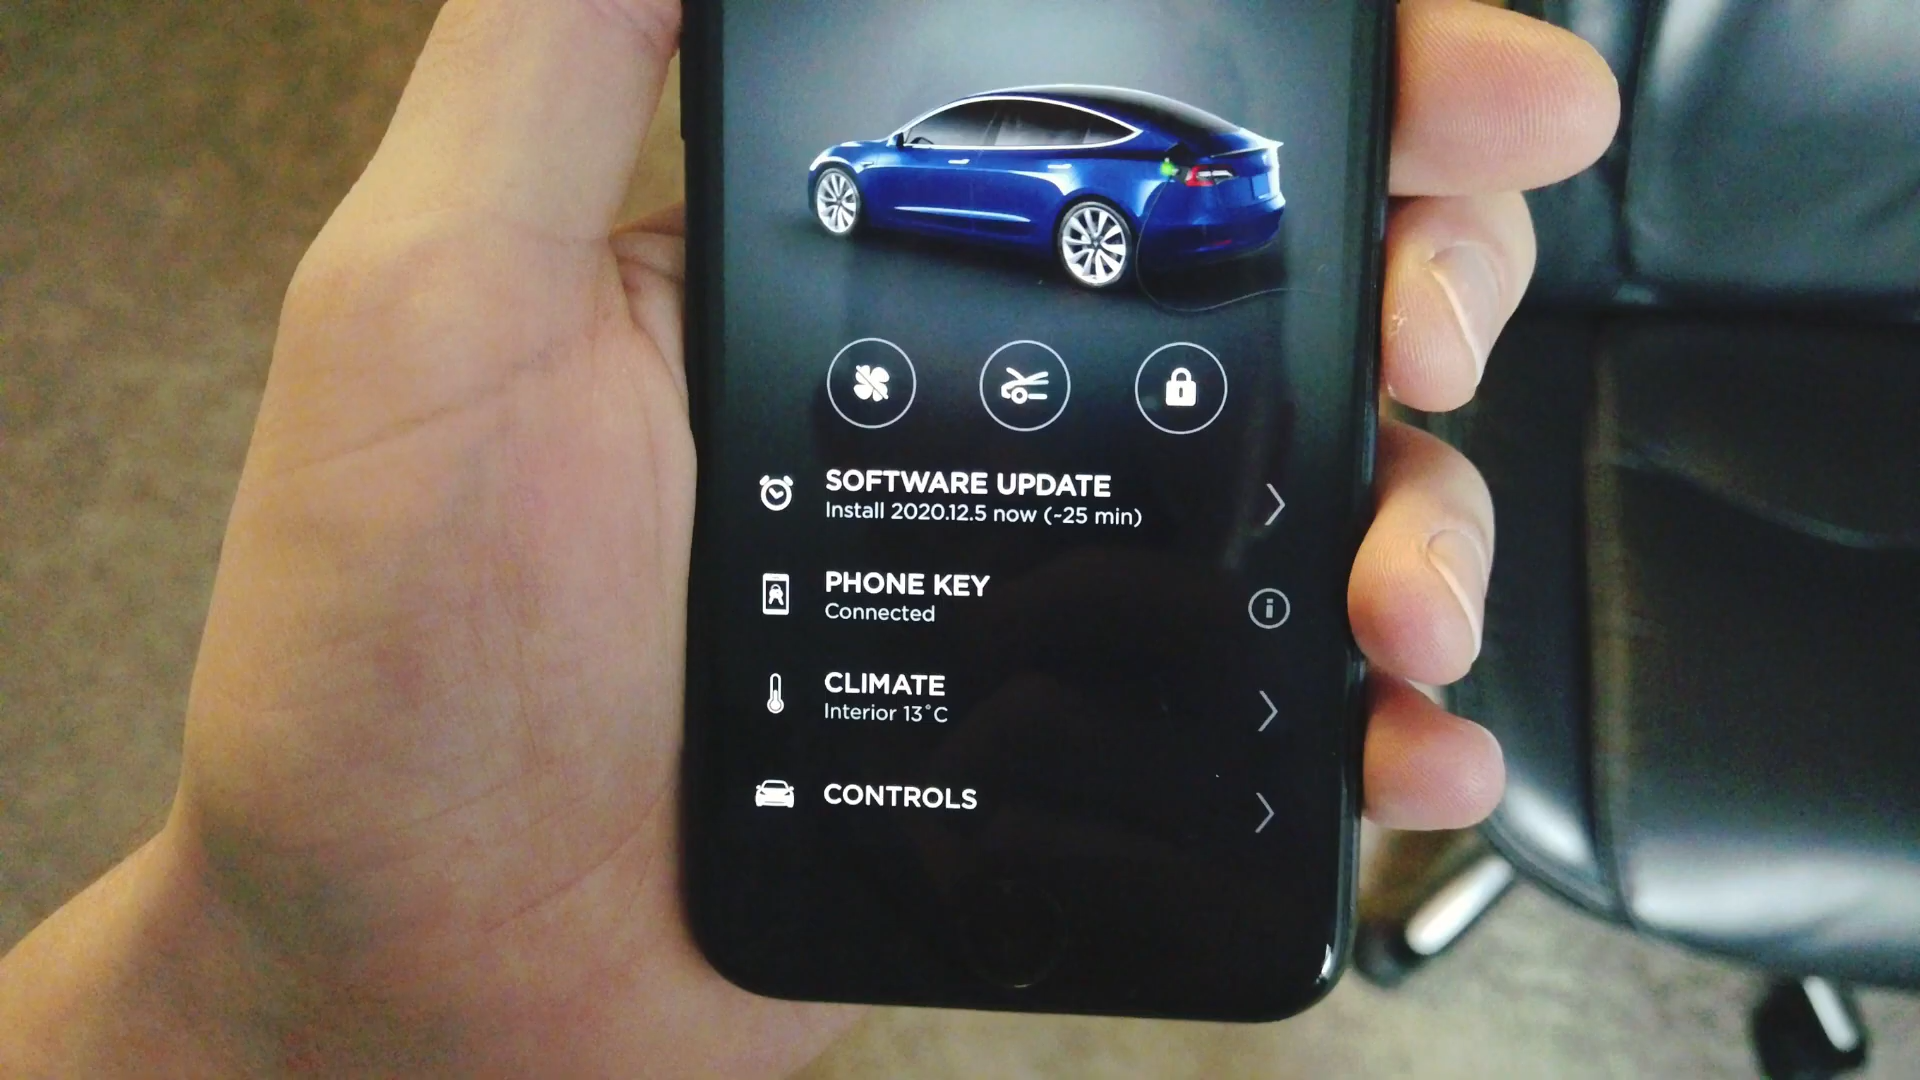 SOFTWARE UPDATE
Install 2020.12.5 now (~25 min)
PHONE KEY
Connected
CLIMATE
Interior 13°C
CONTROLS